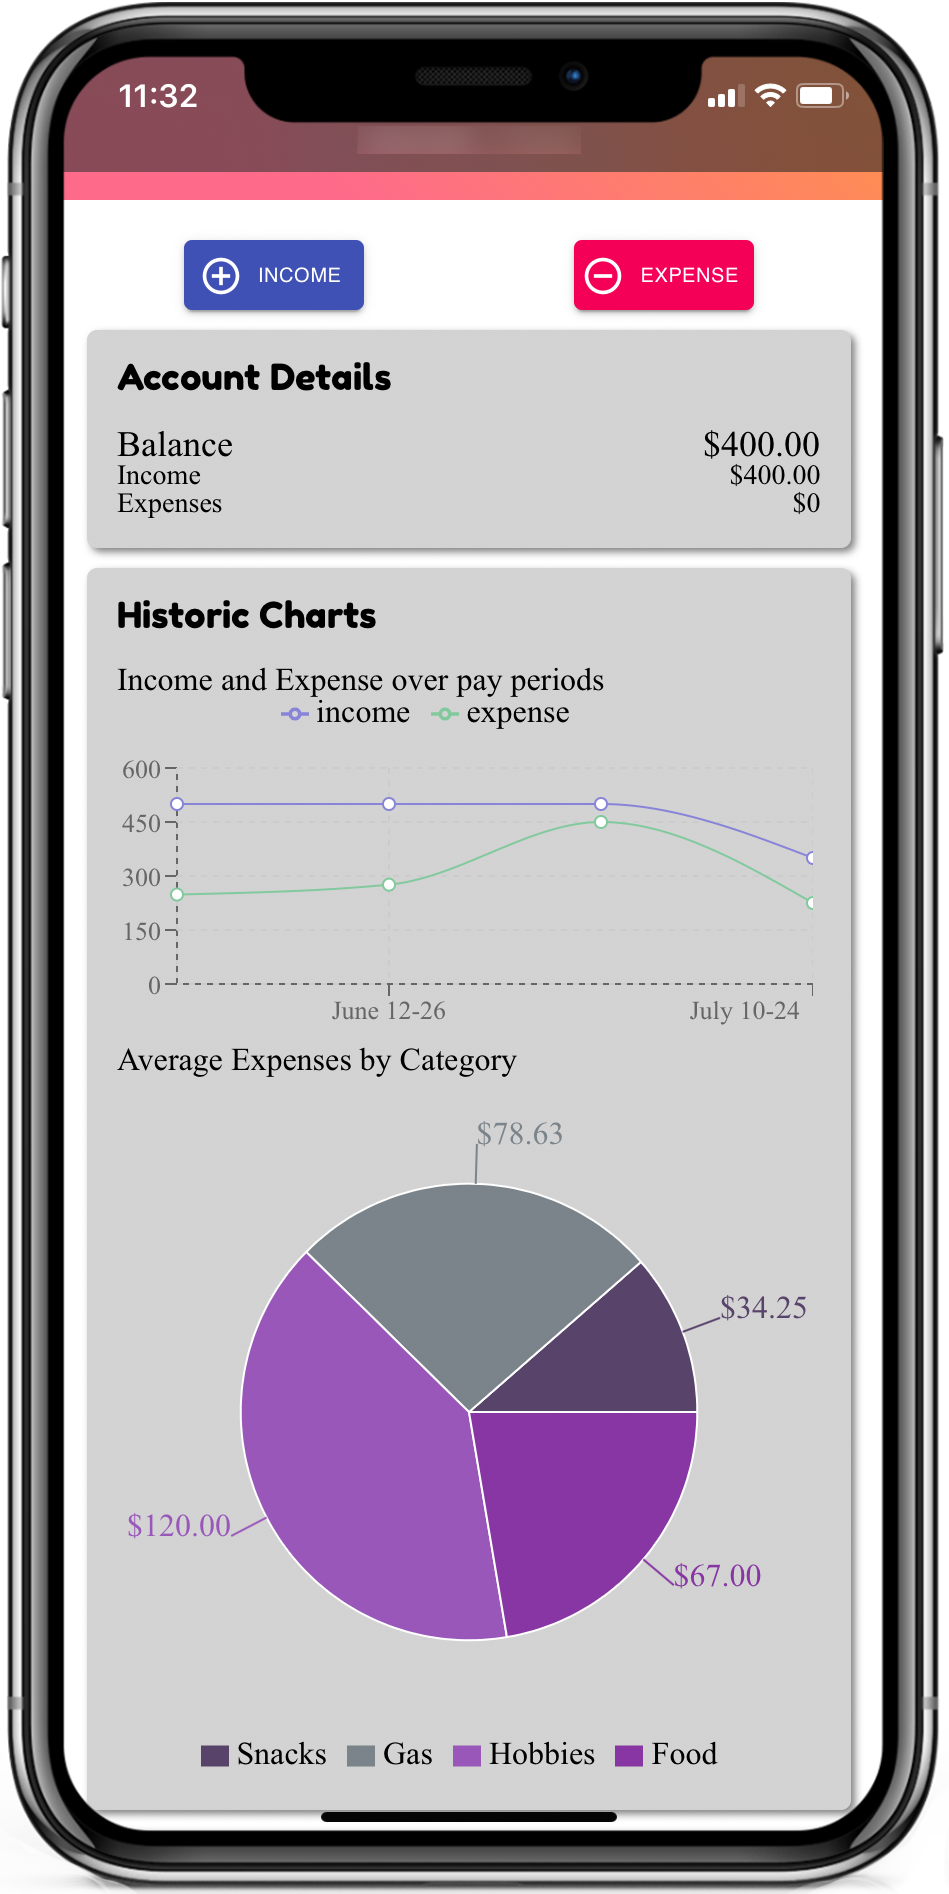 11:32
INCOME
EXPENSE
Account Details
Balance $400.00
Income $400.00
Expenses $0
Historic Charts
Income and Expense over pay periods
income expense
600
450
300
150
0
June 12-26 July 10-24
Average Expenses by Category
$78.63
$34.25
$120.00
$67.00
Snacks Gas Hobbies Food